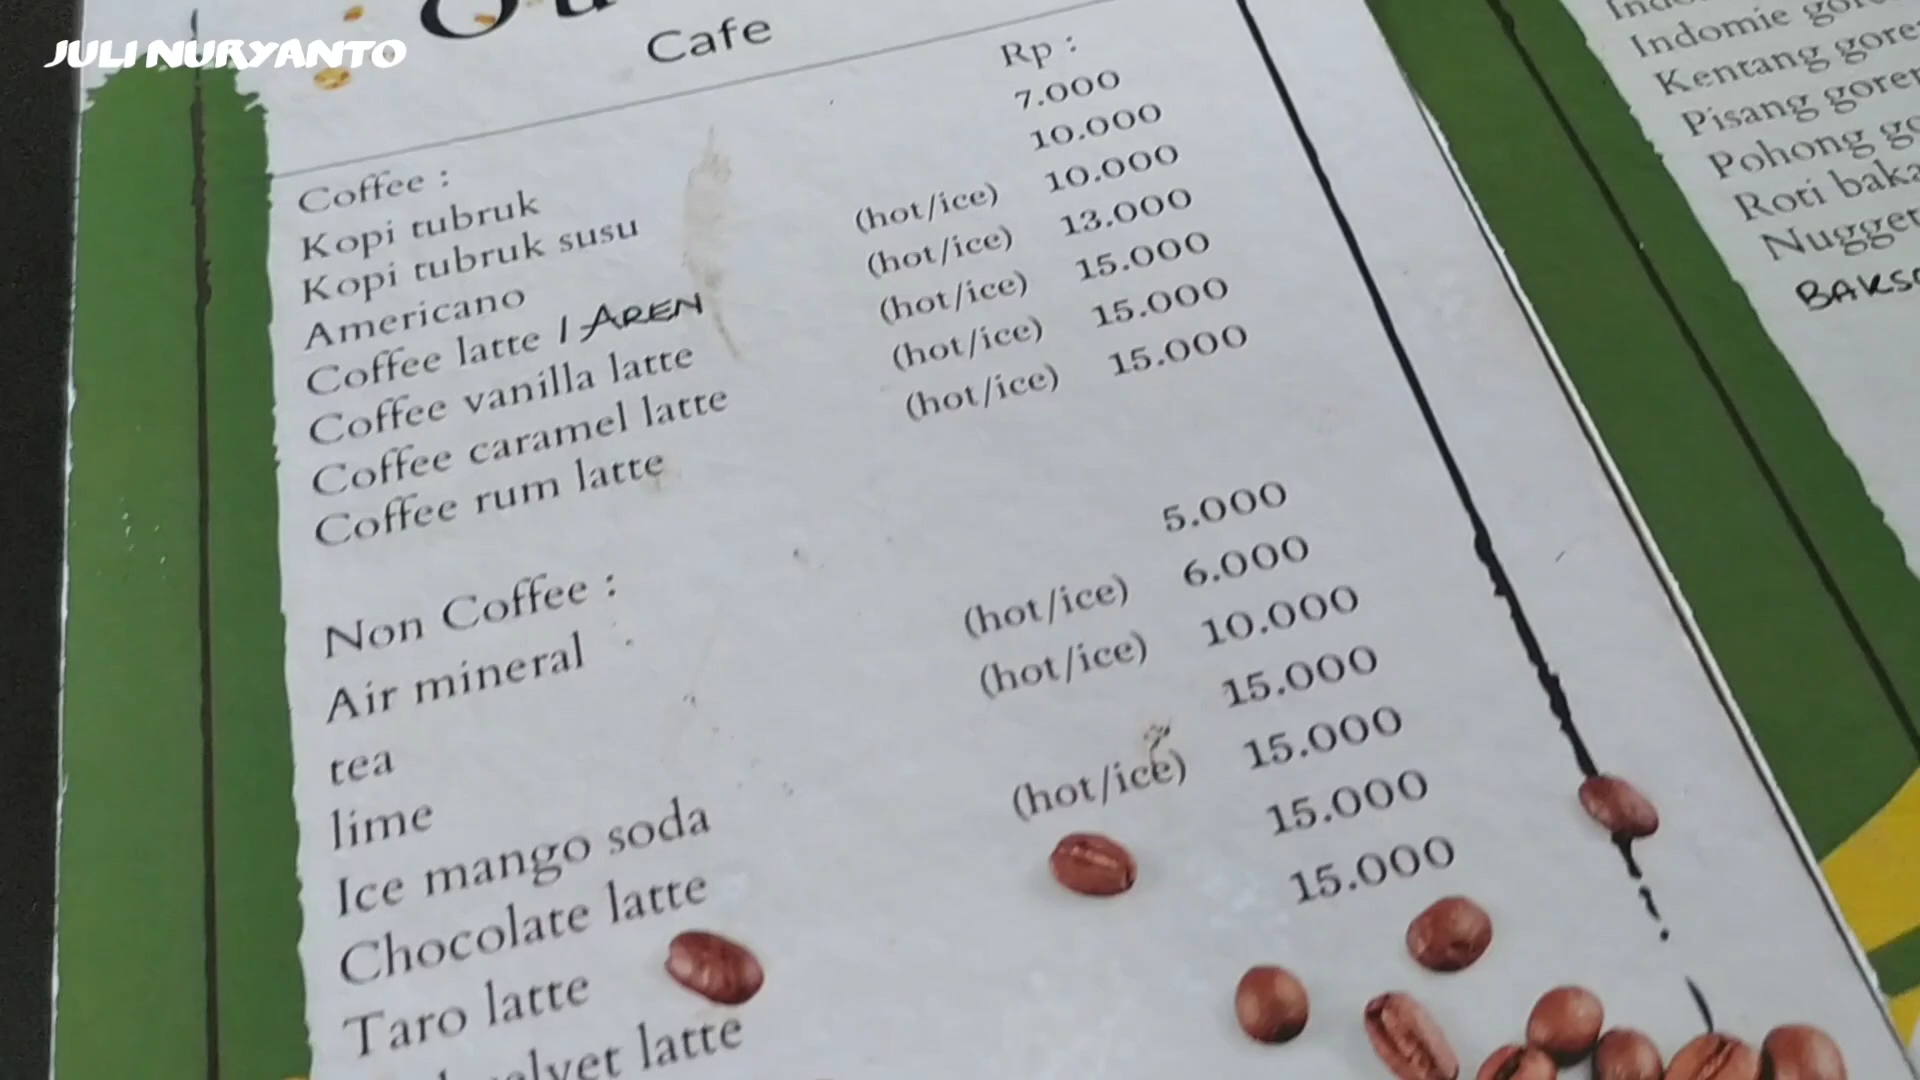 JULI NURYANTO
Cafe
Rp :
Coffee :
Kopi tubruk 7.000
Kopi tubruk susu 10.000
Americano (hot/ice) 10.000
Coffee latte / AREN (hot/ice) 13.000
Coffee vanilla latte (hot/ice) 15.000
Coffee caramel latte (hot/ice) 15.000
Coffee rum latte (hot/ice) 15.000
Non Coffee :
Air mineral 5.000
tea (hot/ice) 6.000
lime (hot/ice) 10.000
Ice mango soda 15.000
Chocolate latte (hot/ice) 15.000
Taro latte 15.000
velvet latte 15.000
Indomie
Kentang
Pisang
Pohong
Roti
Nugget